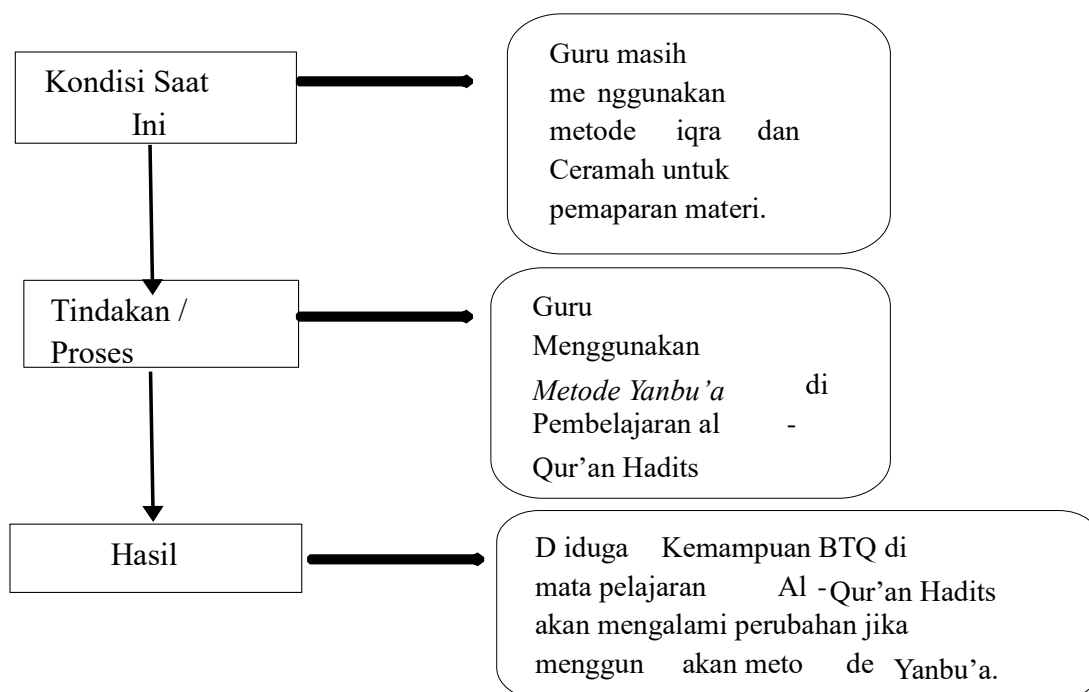 Kondisi Saat
Ini
Guru masih
me nggunakan
metode iqra dan
Ceramah untuk
pemaparan materi.
Tindakan /
Proses
Guru
Menggunakan
Metode Yanbu’a di
Pembelajaran al -
Qur’an Hadits
Hasil
D iduga Kemampuan BTQ di
mata pelajaran Al -Qur’an Hadits
akan mengalami perubahan jika
menggun akan meto de Yanbu’a.